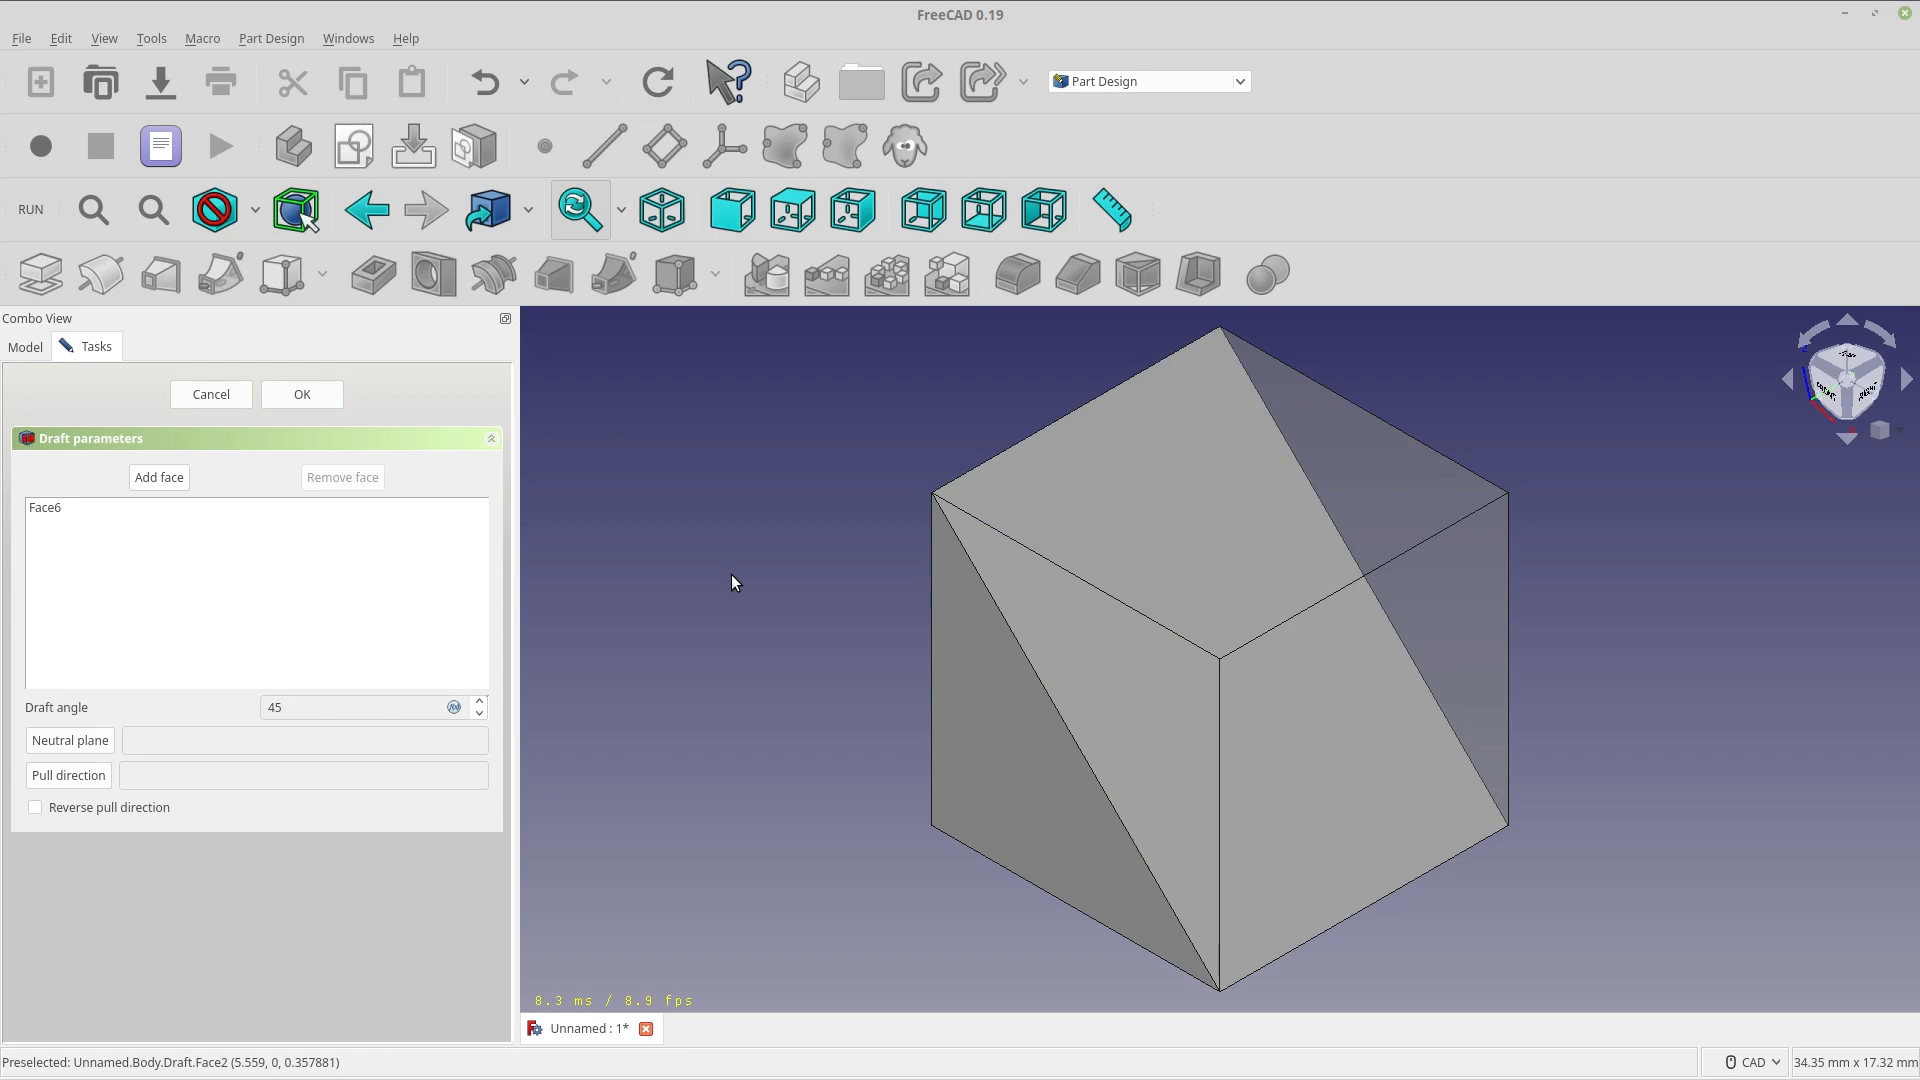 FreeCAD 0.19
File Edit View Tools Macro Part Design Windows Help
Part Design
RUN
Combo View
Model Tasks
Cancel OK
Draft parameters
Add face Remove face
Face6
Draft angle 45
Neutral plane
Pull direction
Reverse pull direction
8.3 ms / 8.9 fps
Unnamed : 1*
Preselected: Unnamed.Body.Draft.Face2 (5.559, 0, 0.357881)
CAD 34.35 mm x 17.32 mm